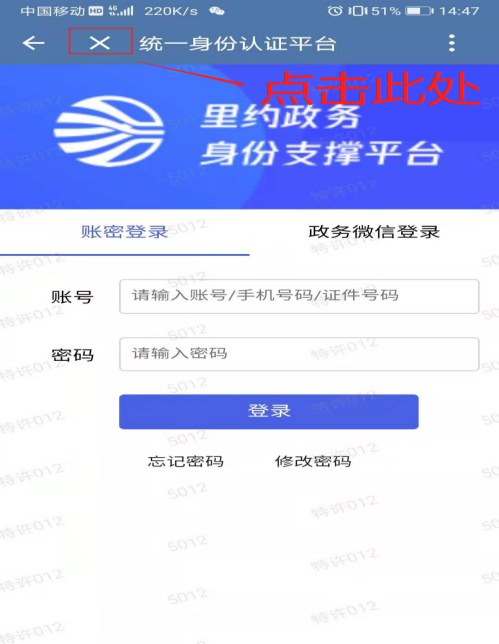 中国移动 HD 4G 220K/s 51% 14:47
统一身份认证平台
点击此处
里约政务
身份支撑平台
账密登录 政务微信登录
账号 请输入账号/手机号码/证件号码
密码 请输入密码
登录
忘记密码 修改密码
特许012
5012